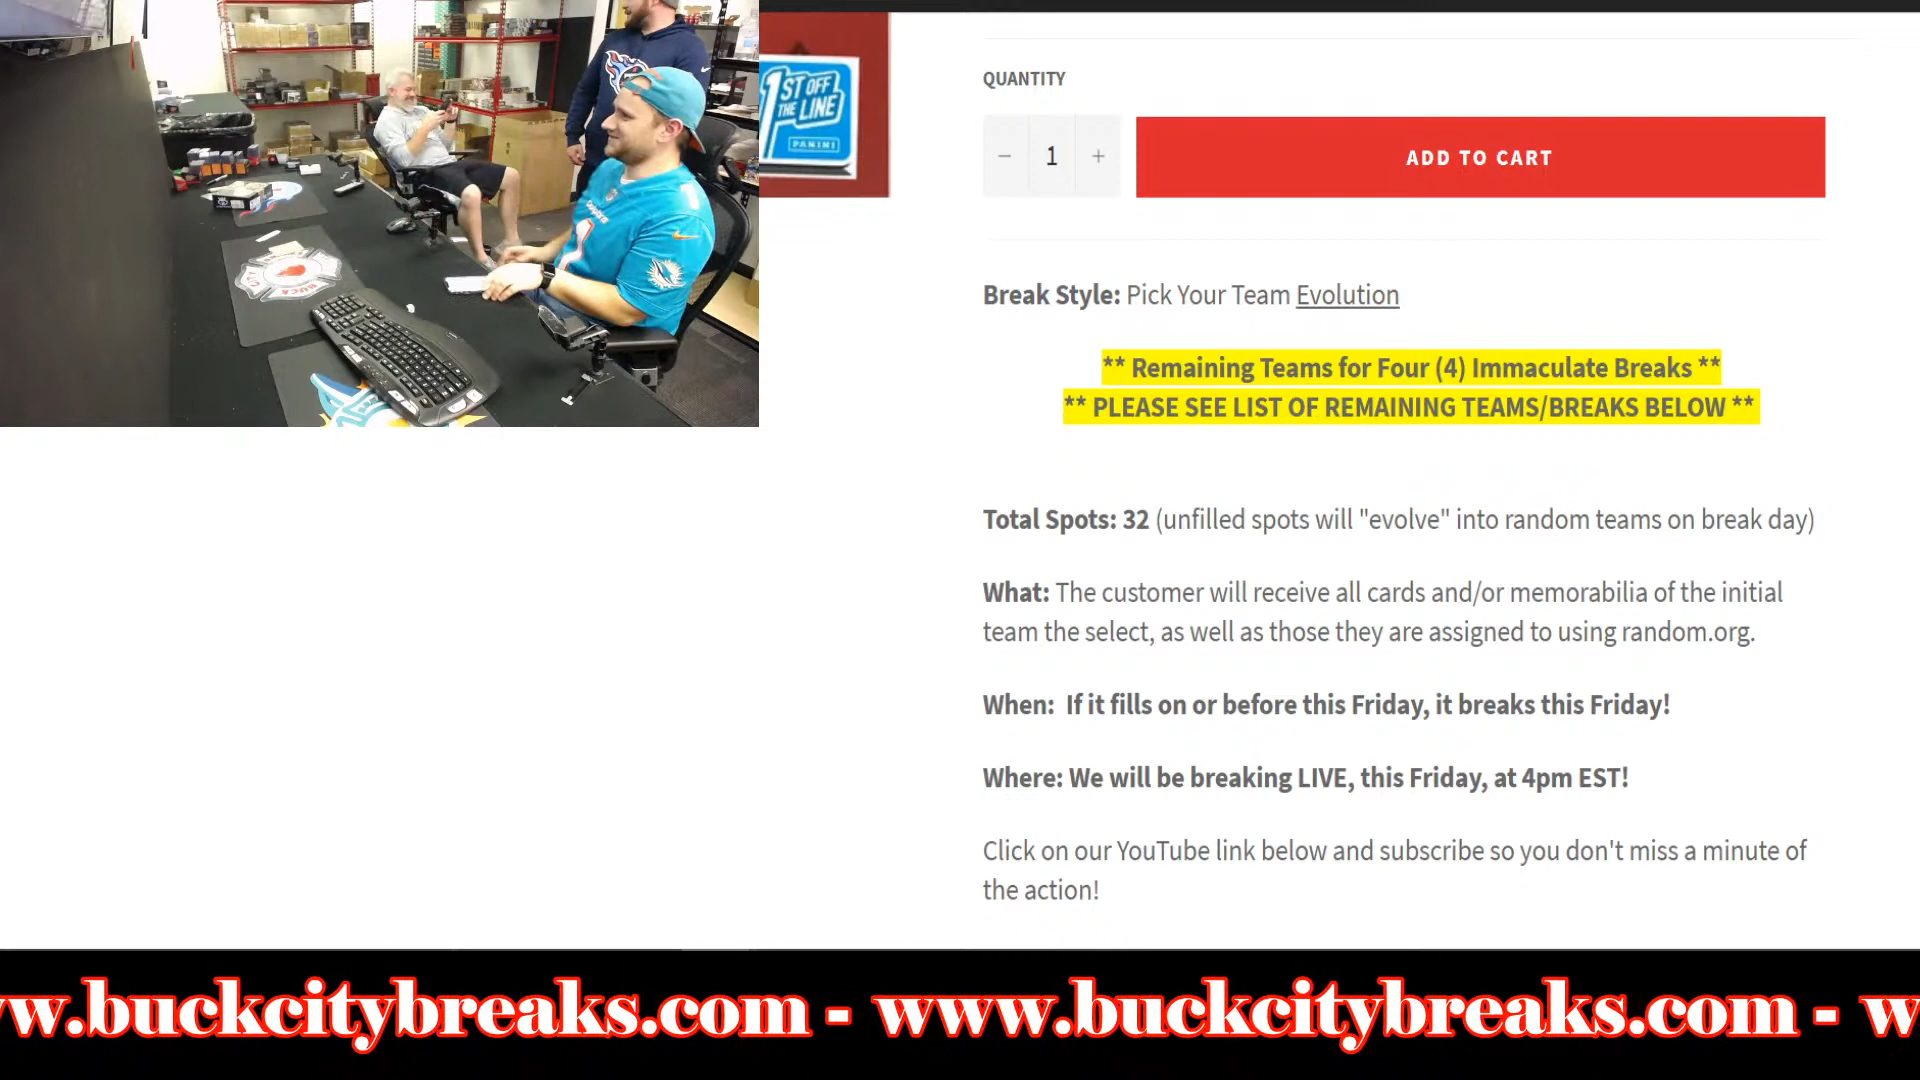 1ST OFF
THE LINE
PANINI
QUANTITY
− 1 +
ADD TO CART
Break Style: Pick Your Team Evolution
** Remaining Teams for Four (4) Immaculate Breaks **
** PLEASE SEE LIST OF REMAINING TEAMS/BREAKS BELOW **
Total Spots: 32 (unfilled spots will "evolve" into random teams on break day)
What: The customer will receive all cards and/or memorabilia of the initial
team the select, as well as those they are assigned to using random.org.
When: If it fills on or before this Friday, it breaks this Friday!
Where: We will be breaking LIVE, this Friday, at 4pm EST!
Click on our YouTube link below and subscribe so you don't miss a minute of
the action!
CITY
BUCK
1
w.buckcitybreaks.com - www.buckcitybreaks.com - w